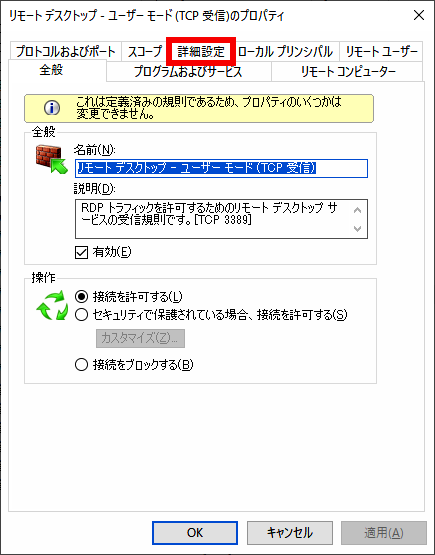 リモート デスクトップ - ユーザー モード (TCP 受信)のプロパティ
プロトコルおよびポート スコープ 詳細設定 ローカル プリンシパル リモート ユーザー
全般 プログラムおよびサービス リモート コンピューター
これは定義済みの規則であるため、プロパティのいくつかは
変更できません。
全般
名前(N):
リモート デスクトップ - ユーザー モード (TCP 受信)
説明(D):
RDP トラフィックを許可するためのリモート デスクトップ サ
ービスの受信規則です。[TCP 3389]
有効(E)
操作
接続を許可する(L)
セキュリティで保護されている場合、接続を許可する(S)
カスタマイズ(Z)...
接続をブロックする(B)
OK キャンセル 適用(A)